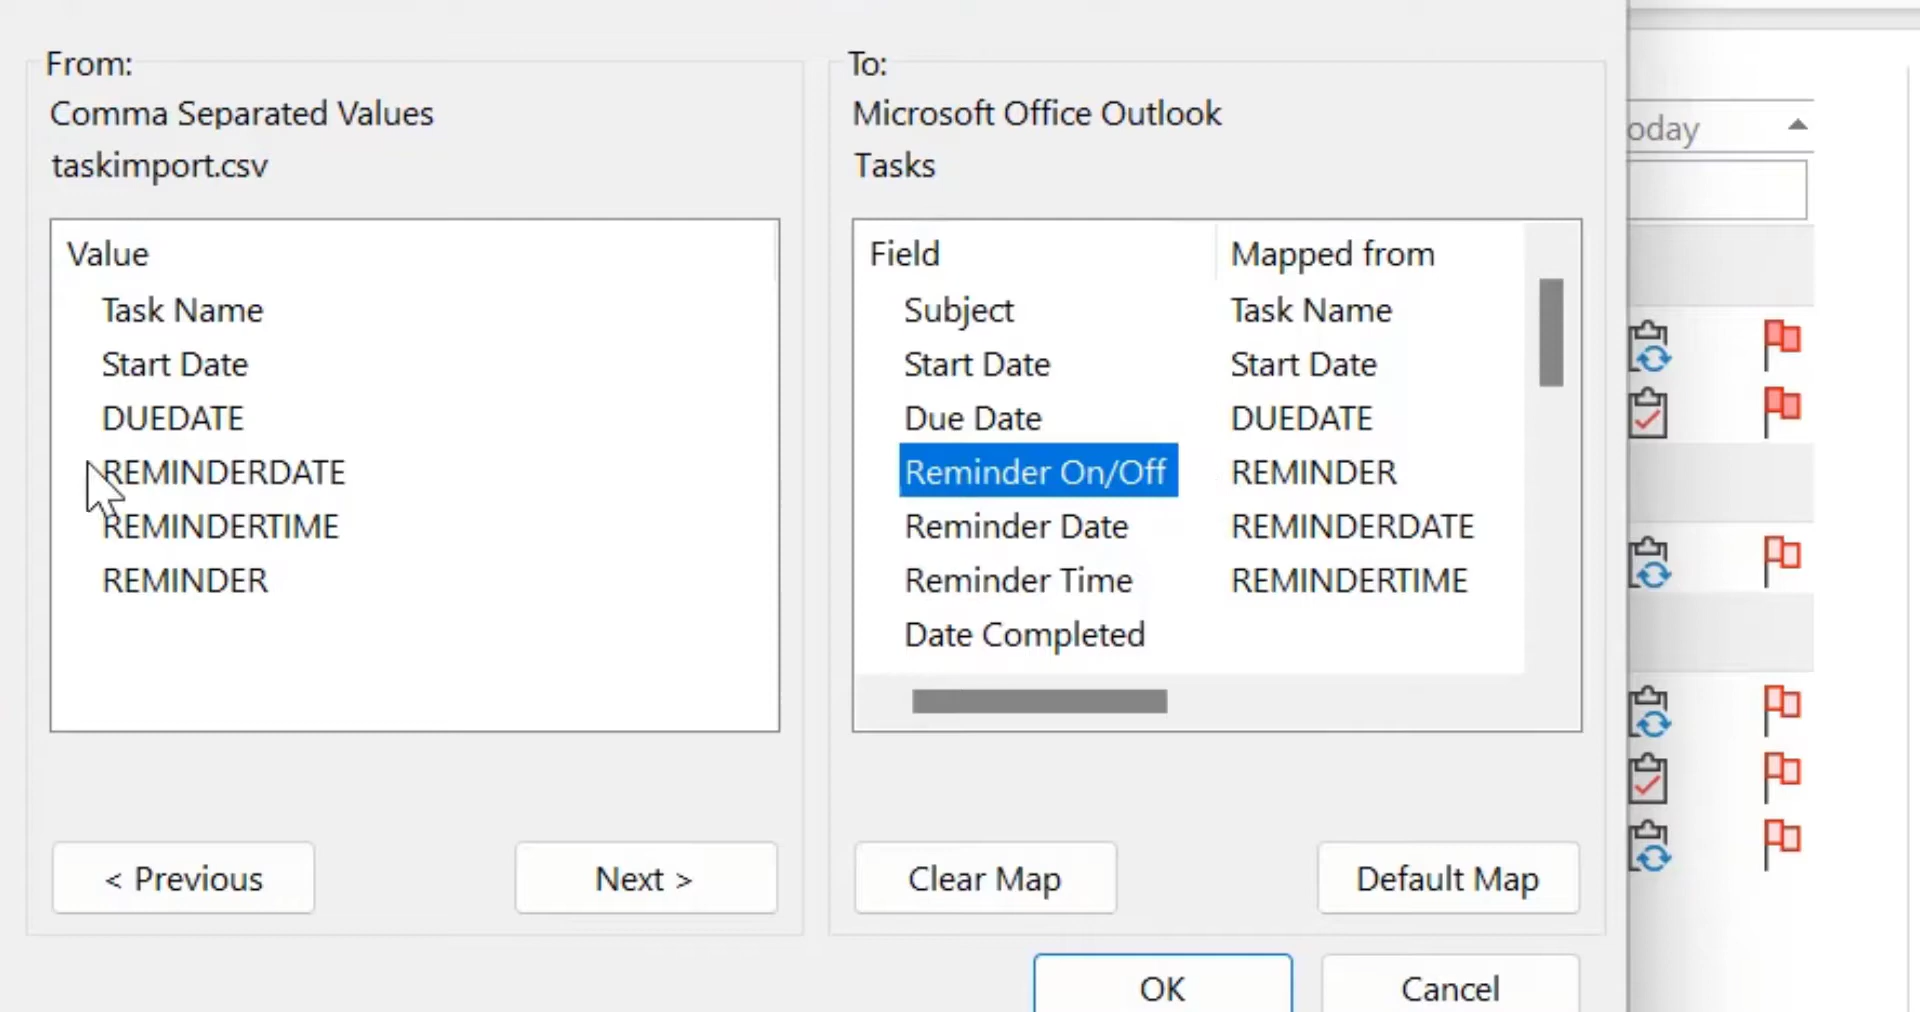 From:
Comma Separated Values
taskimport.csv
Value
Task Name
Start Date
DUEDATE
REMINDERDATE
REMINDERTIME
REMINDER
< Previous
Next >
To:
Microsoft Office Outlook
Tasks
Field Mapped from
Subject Task Name
Start Date Start Date
Due Date DUEDATE
Reminder On/Off REMINDER
Reminder Date REMINDERDATE
Reminder Time REMINDERTIME
Date Completed
Clear Map
Default Map
OK
Cancel
oday